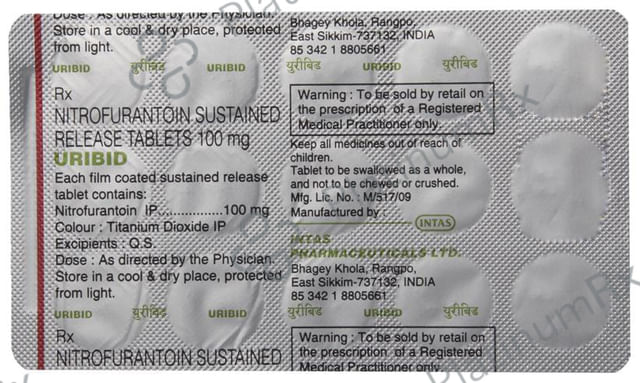 Dose : As directed by the Physician.
Store in a cool & dry place, protected
from light.
URIBID युरीबिड URIBID
Rx
NITROFURANTOIN SUSTAINED
RELEASE TABLETS 100 mg
URIBID
Each film coated sustained release
tablet contains:
Nitrofurantoin IP.................100 mg
Colour : Titanium Dioxide IP
Excipients : Q.S.
Dose : As directed by the Physician.
Store in a cool & dry place, protected
from light.
URIBID युरीबिड URIBID
Rx
NITROFURANTOIN SUSTAINED
Bhagey Khola, Rangpo,
East Sikkim-737132, INDIA
85 342 1 8805661
युरीबिड URIBID युरीबिड
Warning : To be sold by retail on
the prescription of a Registered
Medical Practitioner only.
Keep all medicines out of reach of
children.
Tablet to be swallowed as a whole,
and not to be chewed or crushed.
Mfg. Lic. No. : M/517/09
Manufactured by :
INTAS
INTAS
PHARMACEUTICALS LTD.
Bhagey Khola, Rangpo,
East Sikkim-737132, INDIA
85 342 1 8805661
युरीबिड URIBID युरीबिड
Warning : To be sold by retail on
the prescription of a Registered
Medical Practitioner only.
PlatinumRx